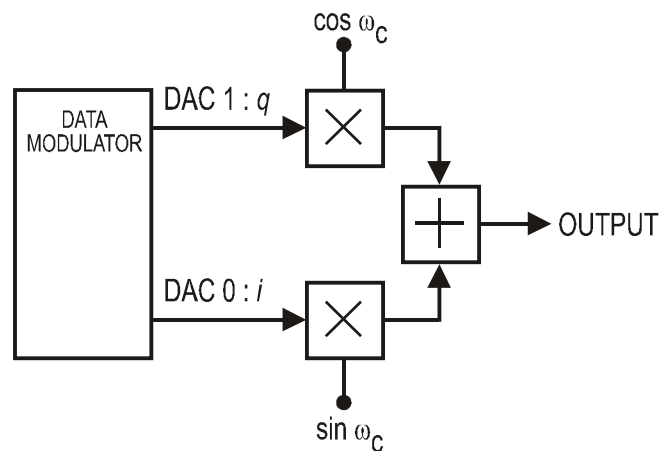 cos ωc
DAC 1 : q
DATA
MODULATOR
OUTPUT
DAC 0 : i
sin ωc